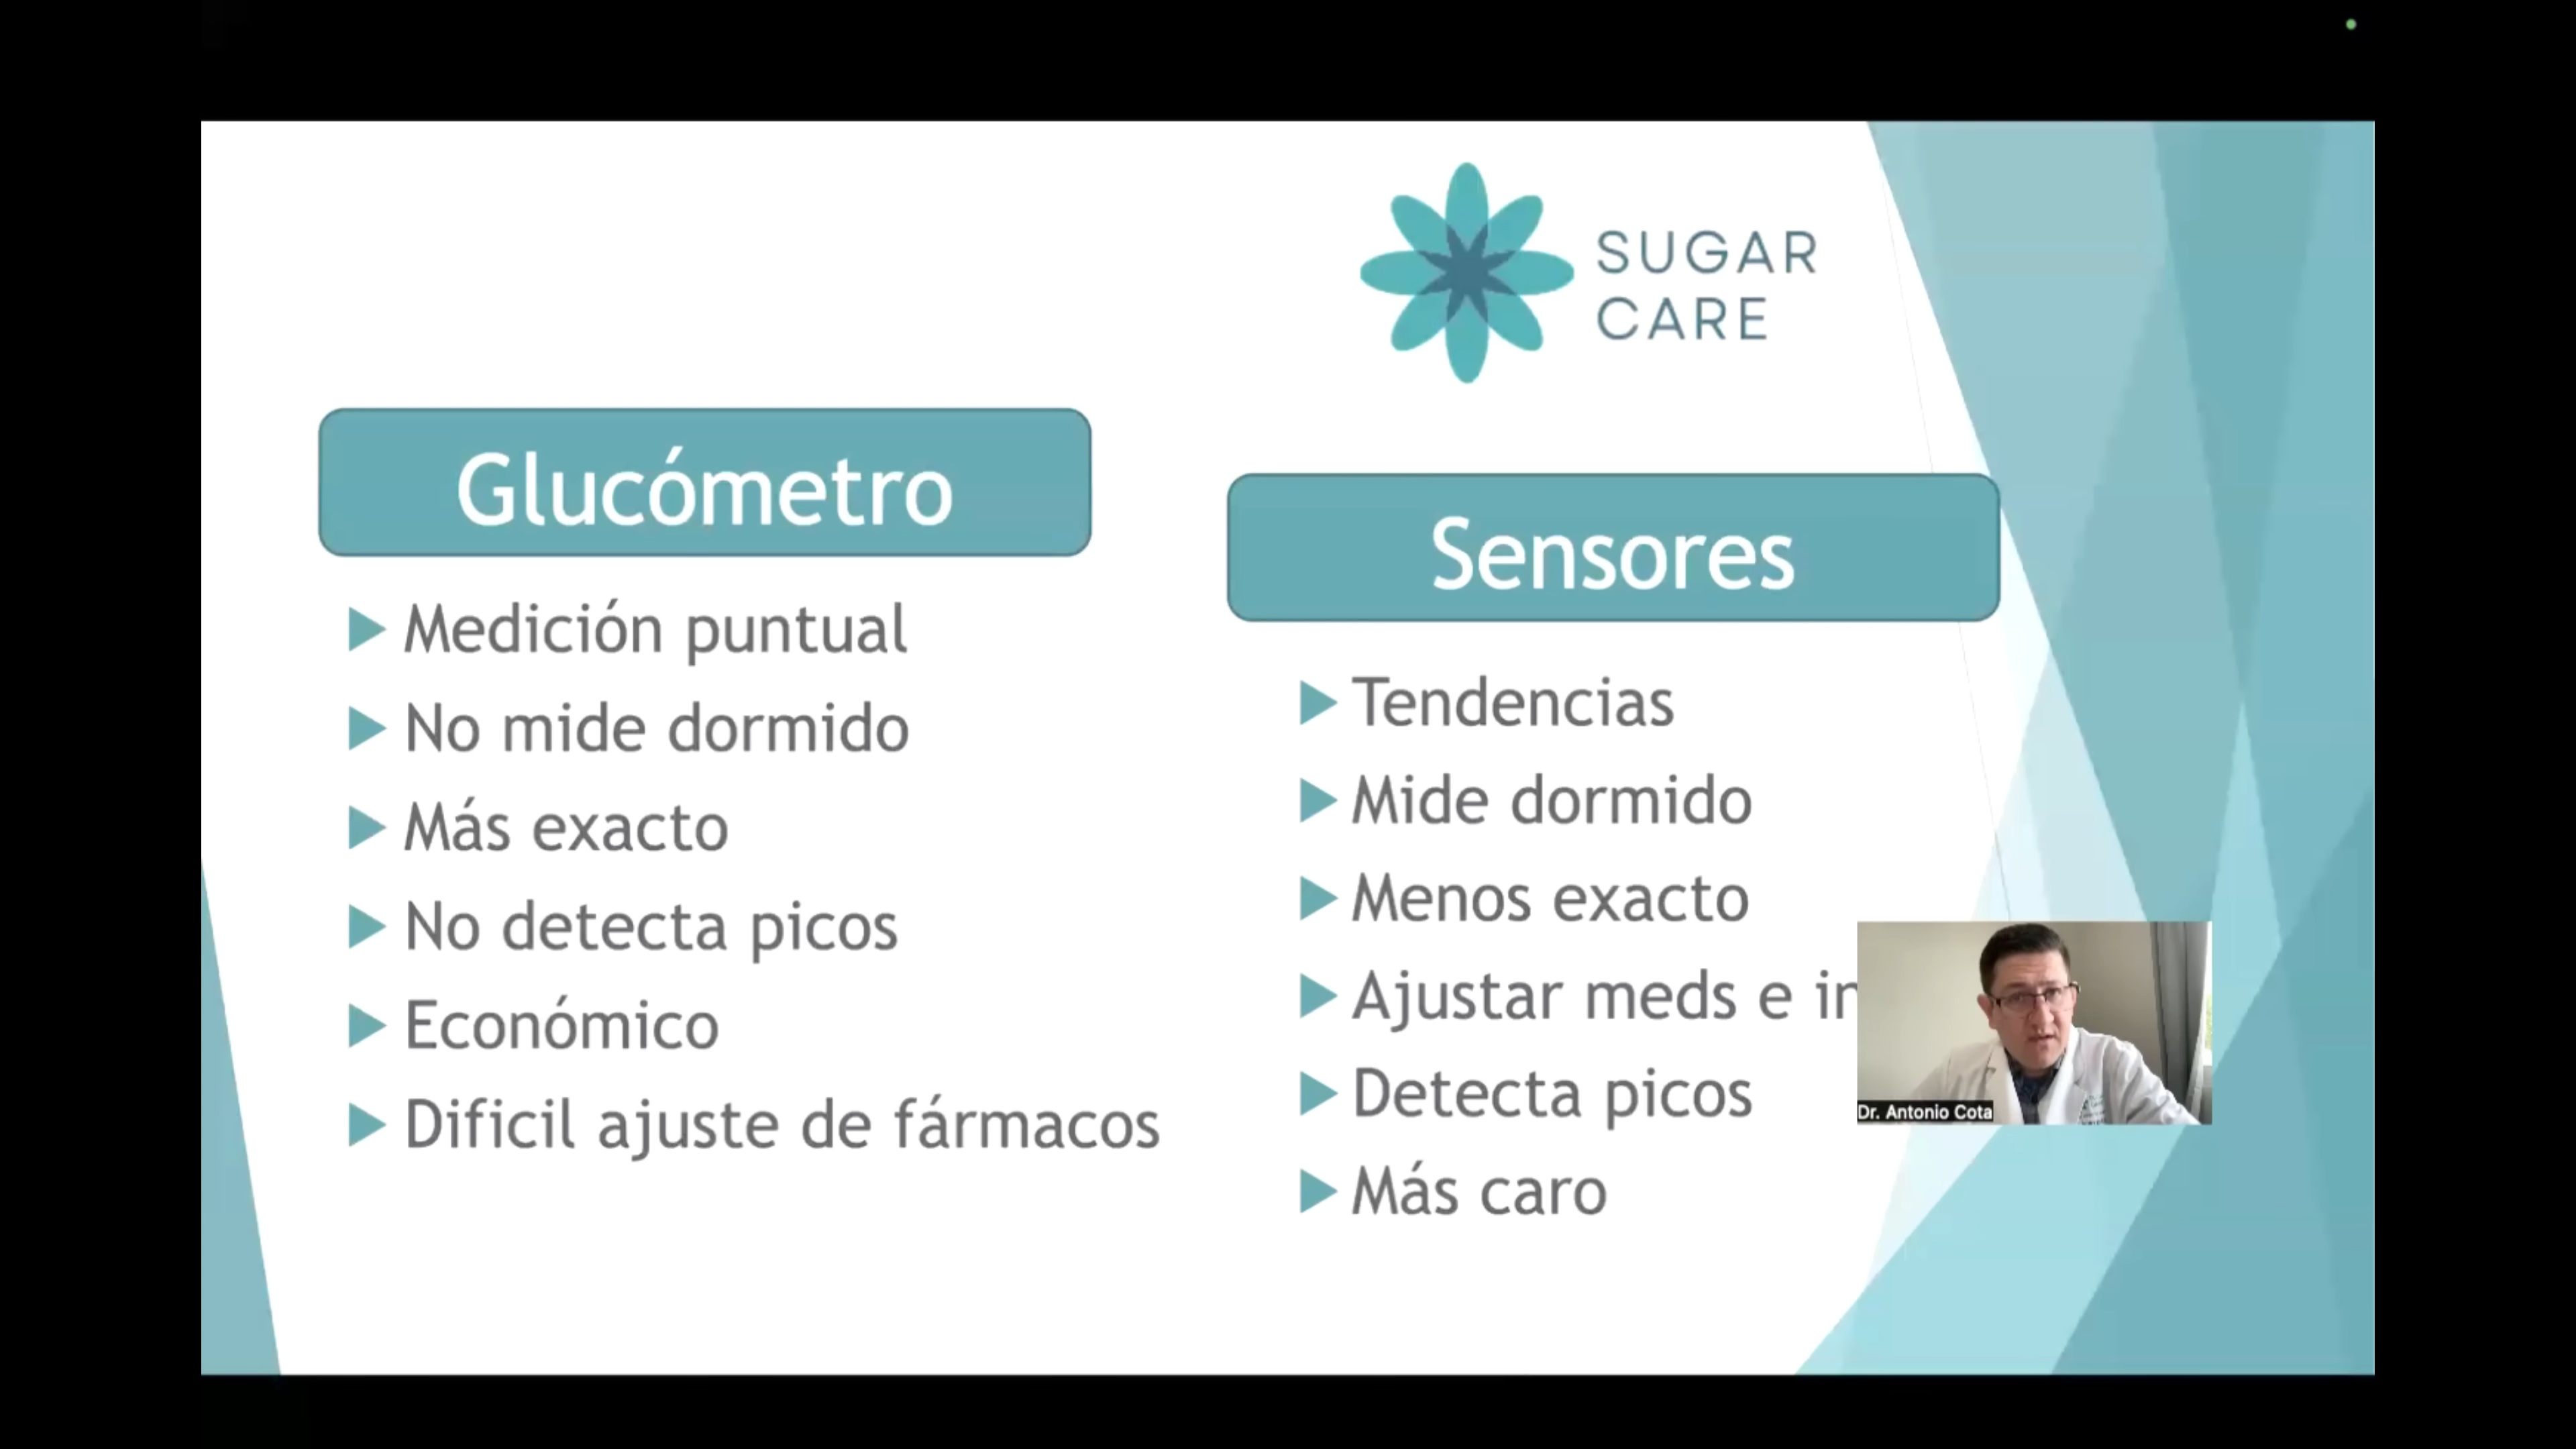 SUGAR
CARE
Glucómetro
Medición puntual
No mide dormido
Más exacto
No detecta picos
Económico
Dificil ajuste de fármacos
Sensores
Tendencias
Mide dormido
Menos exacto
Ajustar meds e
Detecta picos
Más caro
Dr. Antonio Cota